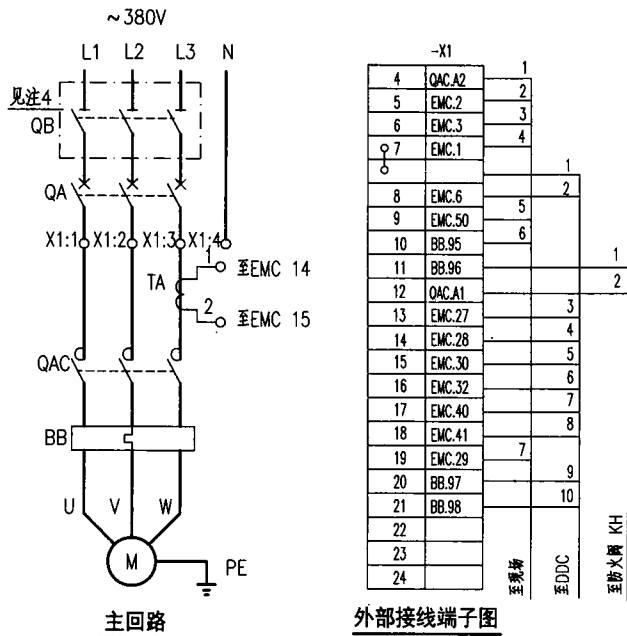 ~380V
L1 L2 L3 N
见注4
QB
QA
X1:1 X1:2 X1:3 X1:4
TA
1 至EMC 14
2 至EMC 15
QAC
BB
U V W
M
PE
主回路
-X1
4 QAC.A2 1
5 EMC.2 2
6 EMC.3 3
7 EMC.1 4
1
8 EMC.6 2
9 EMC.50 5
10 BB.95 6
11 BB.96 1
12 QAC.A1 2
13 EMC.27 3
14 EMC.28 4
15 EMC.30 5
16 EMC.32 6
17 EMC.40 7
18 EMC.41 8
19 EMC.29 7
20 BB.97 9
21 BB.98 10
22
23
24
至现场
至DDC
至防火阀 KH
外部接线端子图